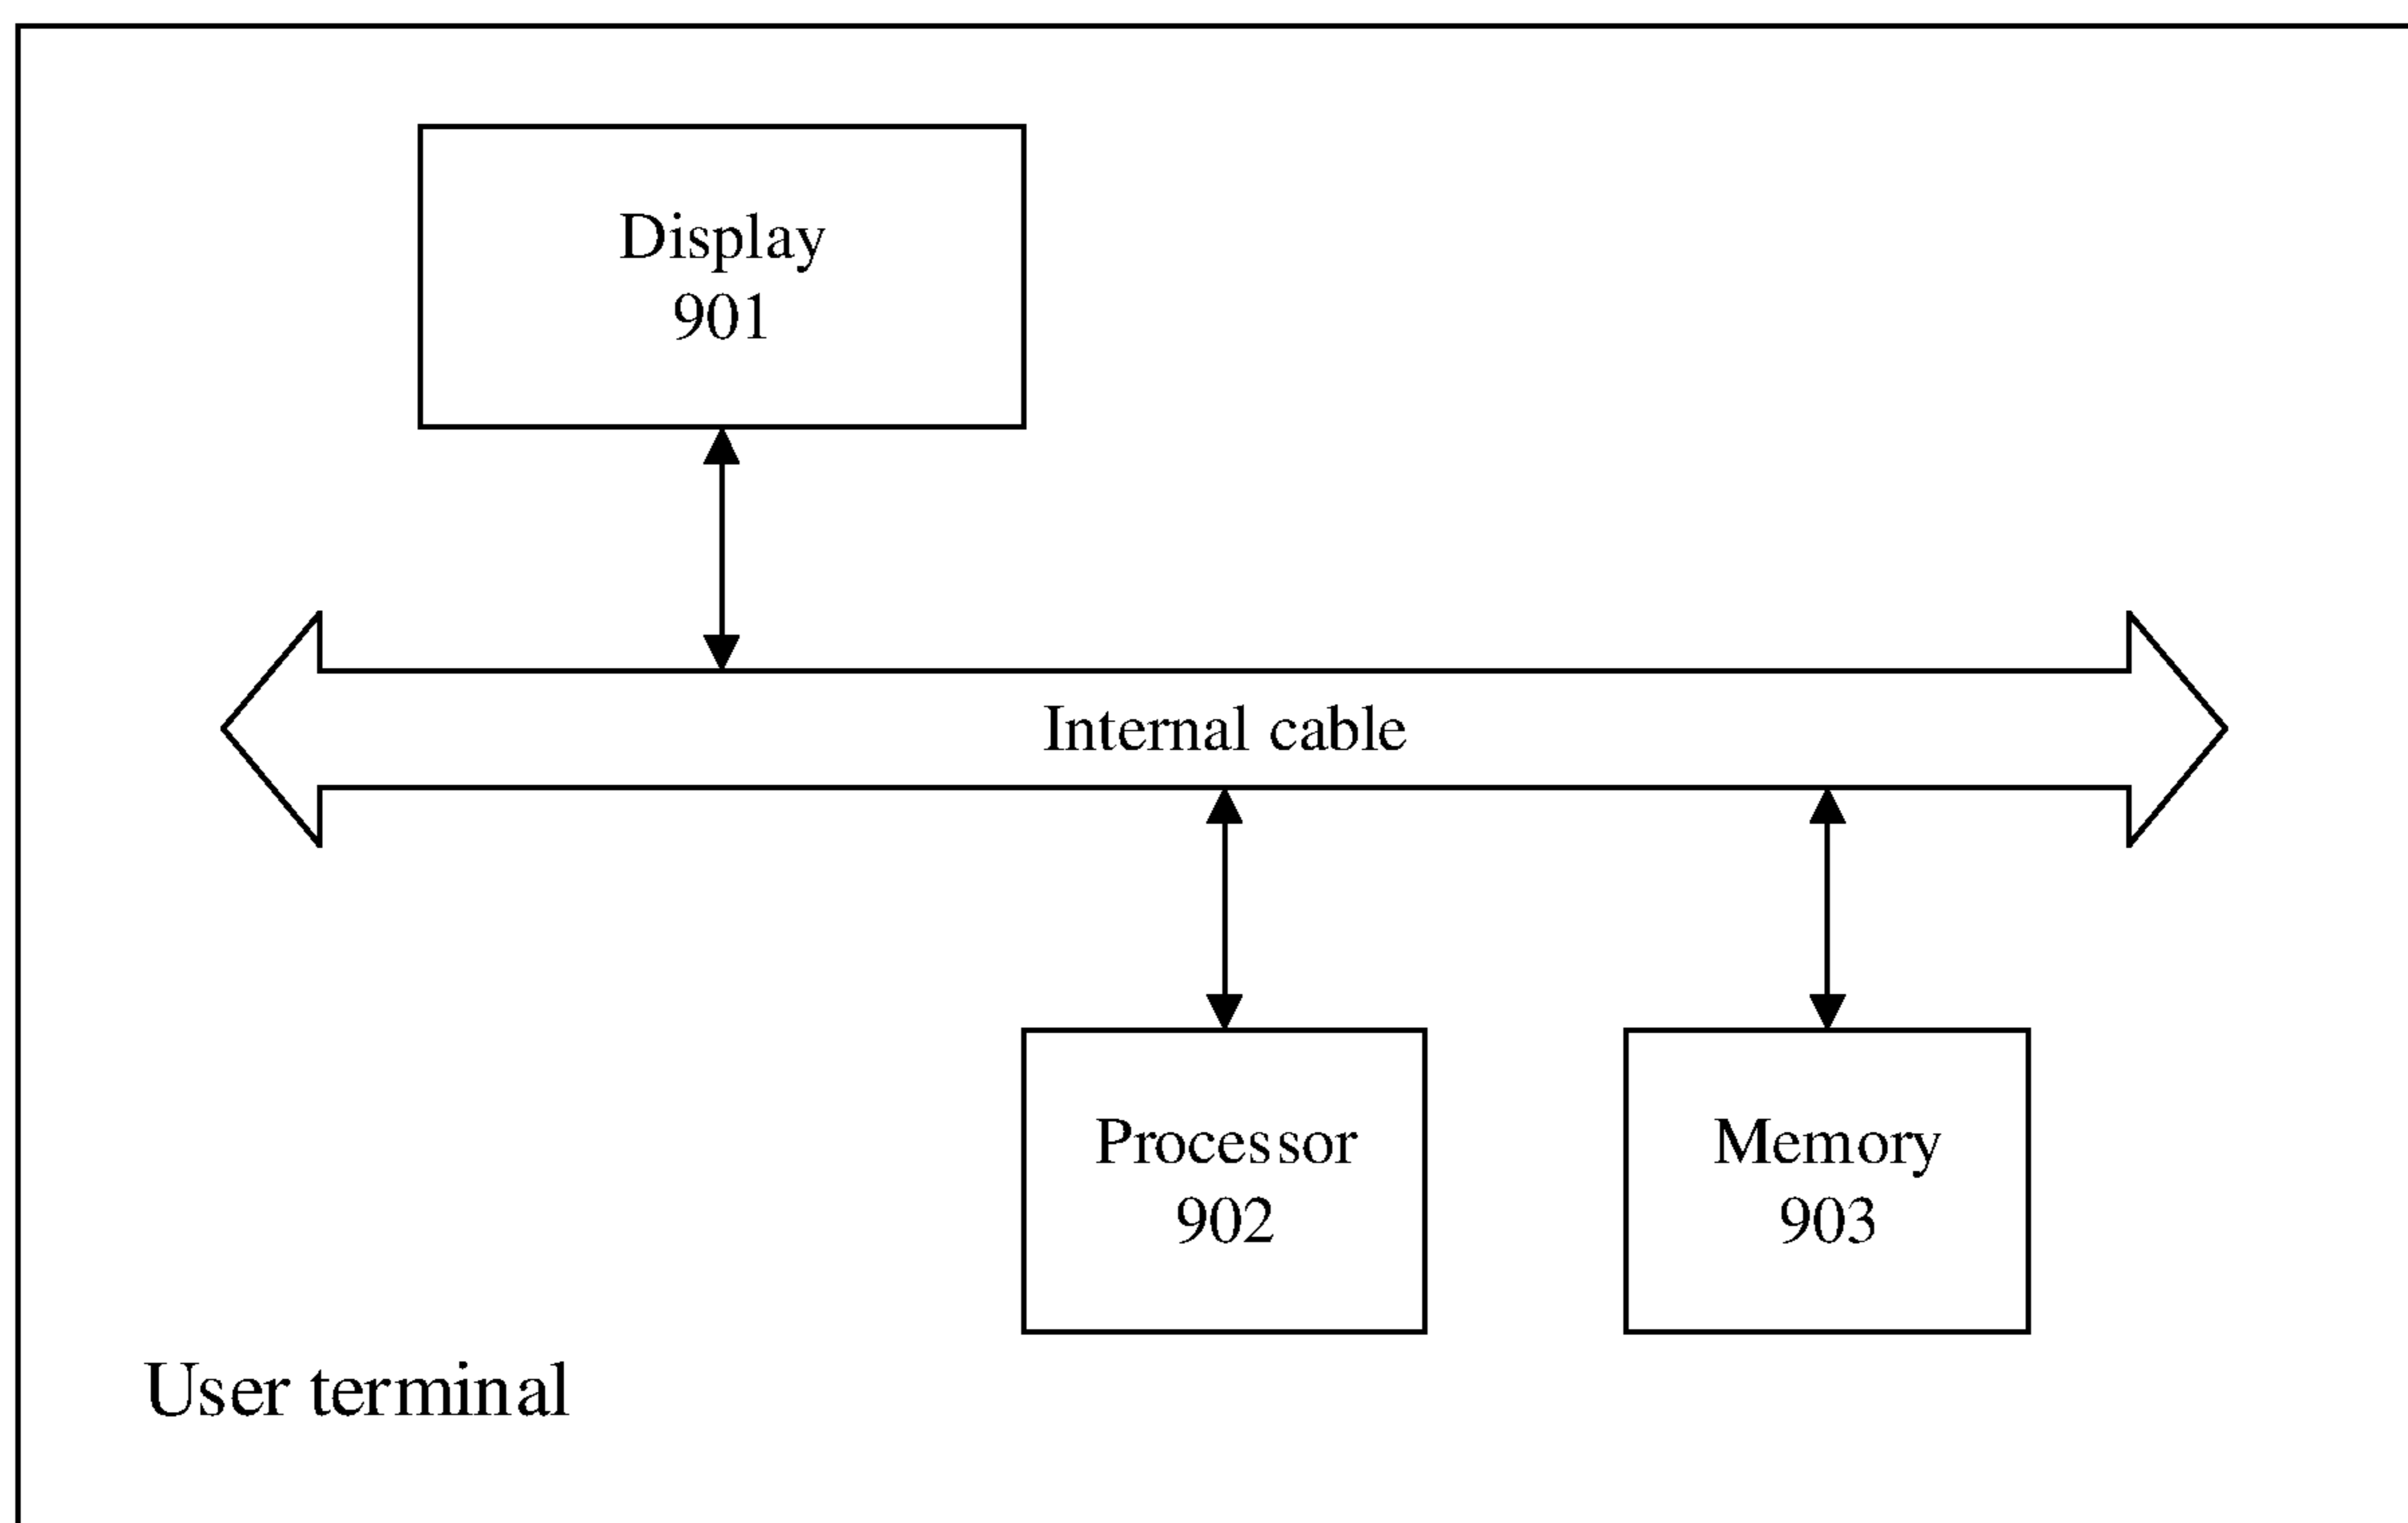 Display
901
Internal cable
Processor
902
Memory
903
User terminal